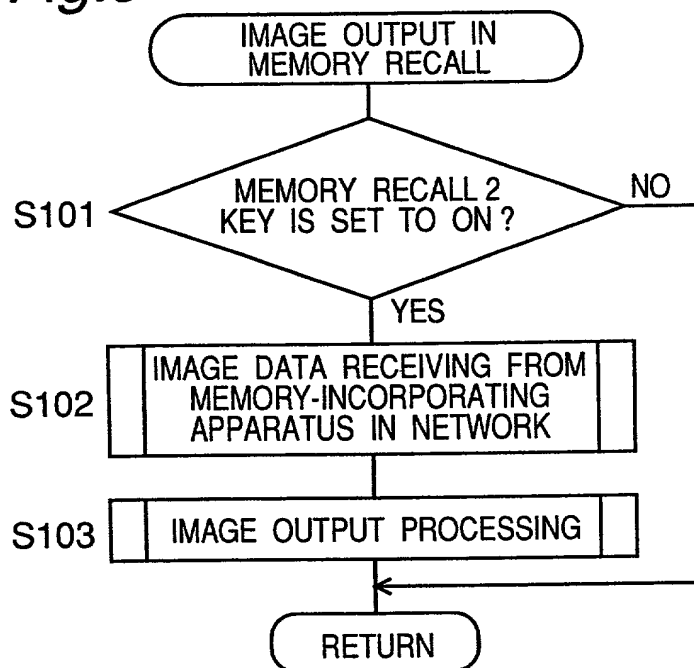 IMAGE OUTPUT IN
MEMORY RECALL
MEMORY RECALL 2
KEY IS SET TO ON ?
NO
S101
YES
IMAGE DATA RECEIVING FROM
MEMORY-INCORPORATING
APPARATUS IN NETWORK
S102
S103
IMAGE OUTPUT PROCESSING
RETURN